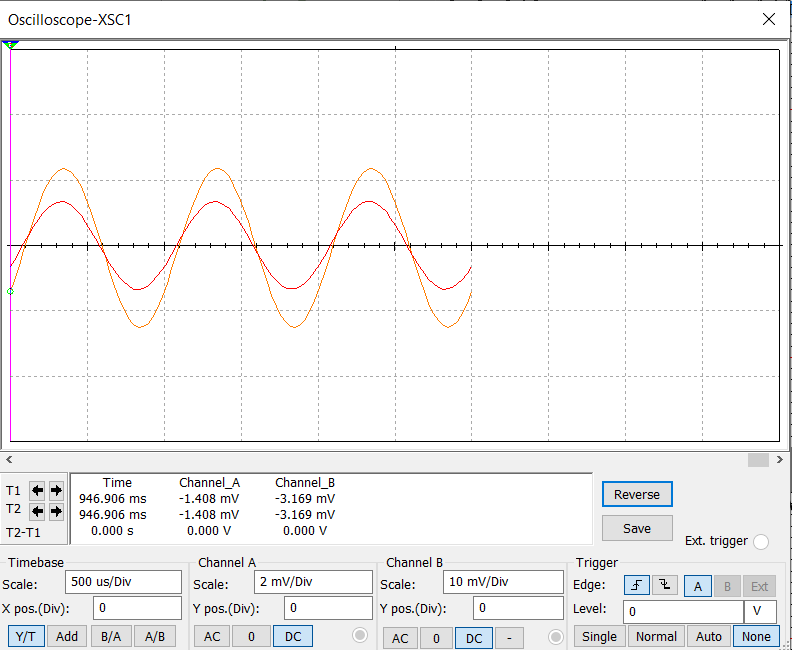 Oscilloscope-XSC1
Time Channel_A Channel_B
T1 946.906 ms -1.408 mV -3.169 mV
T2 946.906 ms -1.408 mV -3.169 mV
T2-T1 0.000 s 0.000 V 0.000 V
Reverse
Save
Ext. trigger
Timebase Channel A Channel B Trigger
Scale: 500 us/Div Scale: 2 mV/Div Scale: 10 mV/Div Edge: A B Ext
X pos.(Div): 0 Y pos.(Div): 0 Y pos.(Div): 0 Level: 0 V
Y/T Add B/A A/B AC 0 DC AC 0 DC - Single Normal Auto None